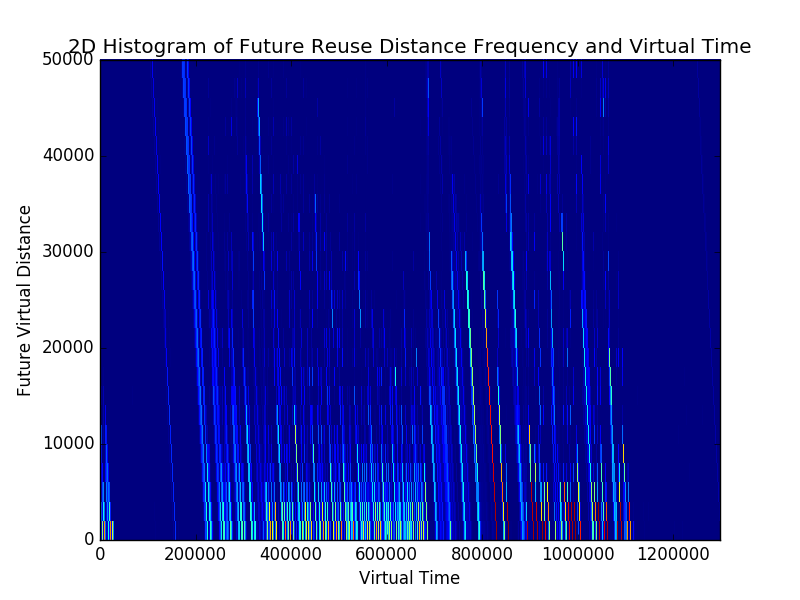 2D Histogram of Future Reuse Distance Frequency and Virtual Time
50000
40000
30000
20000
10000
0
Future Virtual Distance
0 200000 400000 600000 800000 1000000 1200000
Virtual Time